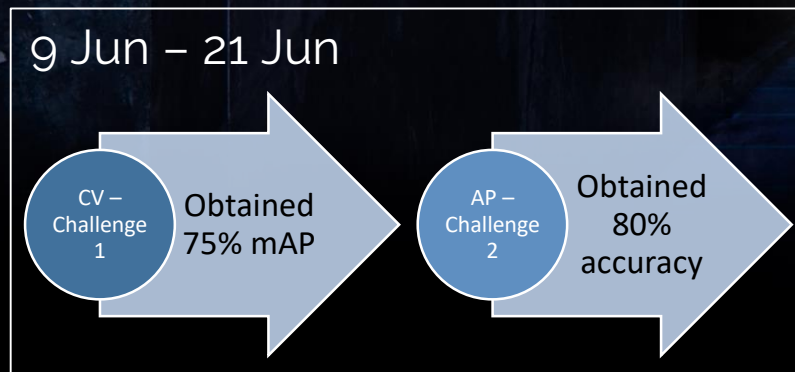 9 Jun – 21 Jun
CV –
Challenge
1
Obtained
75% mAP
AP –
Challenge
2
Obtained
80%
accuracy